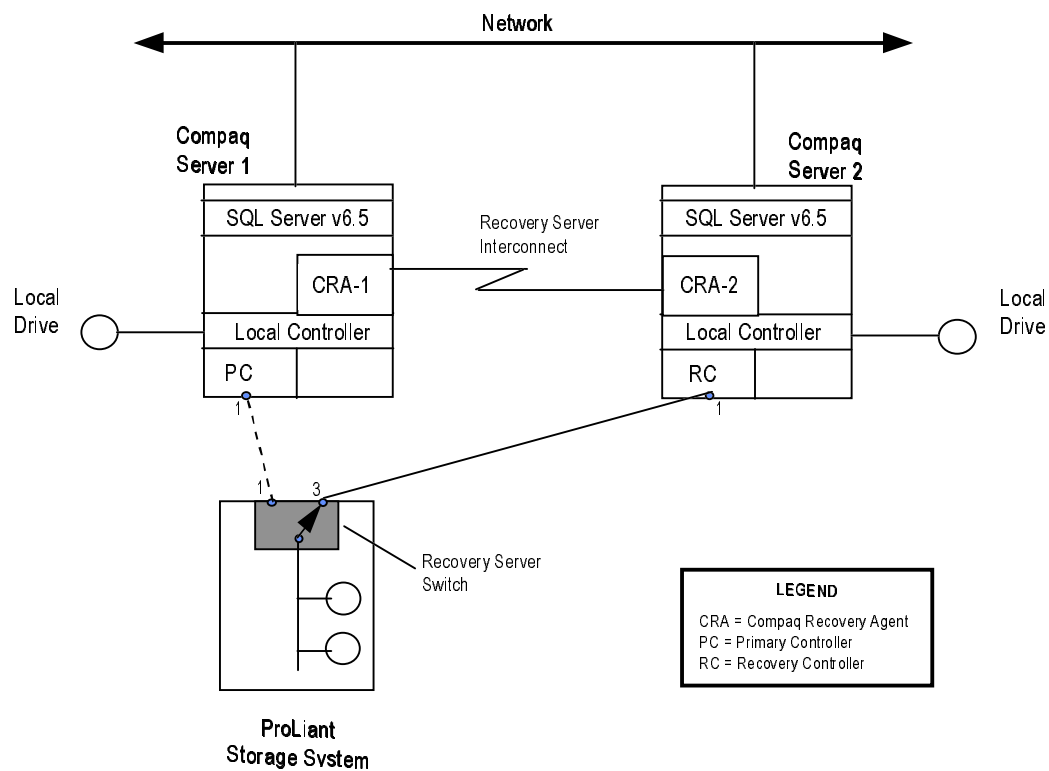 Network
Compaq
Server 1
Compaq
Server 2
SQL Server v6.5
SQL Server v6.5
Recovery Server
Interconnect
CRA-1
CRA-2
Local
Drive
Local
Drive
Local Controller
Local Controller
PC
RC
1
1
1
3
Recovery Server
Switch
LEGEND
CRA = Compaq Recovery Agent
PC = Primary Controller
RC = Recovery Controller
ProLiant
Storage System